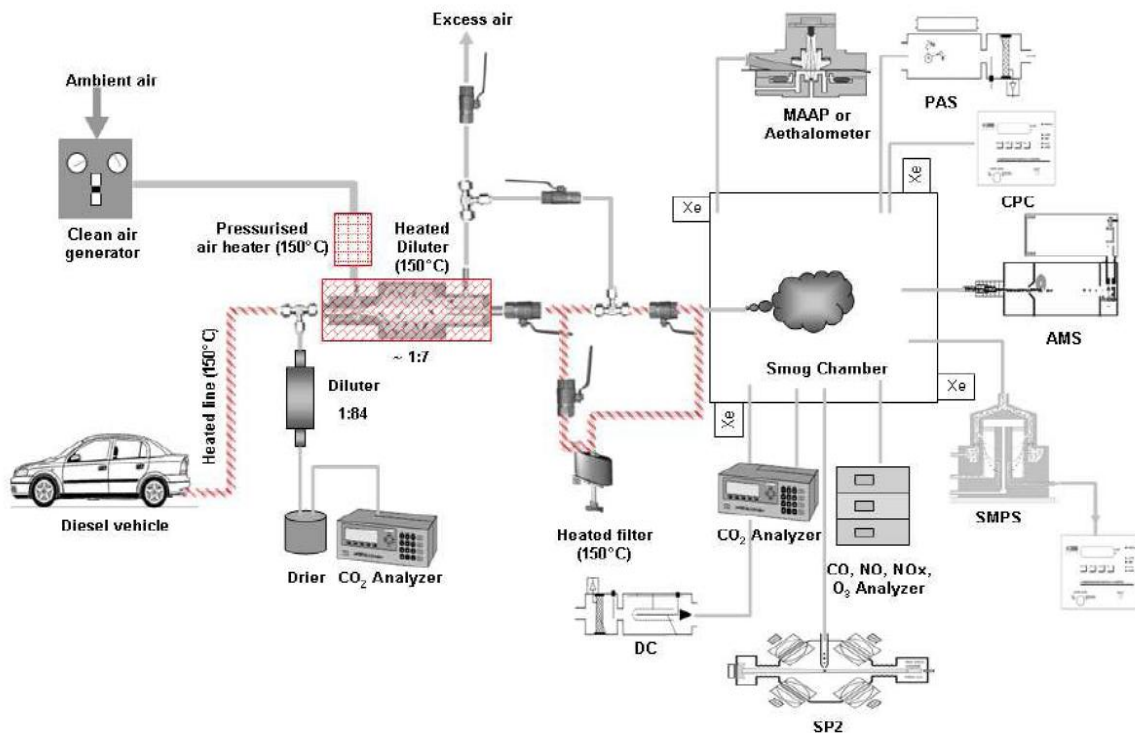 Excess air
Ambient air
MAAP or
Aethalometer
PAS
Xe
Xe
CPC
Clean air
generator
Pressurised
air heater (150°C)
Heated
Diluter
(150°C)
~ 1:7
AMS
Heated line (150°C)
Diluter
1:84
Smog Chamber
Xe
Xe
Diesel vehicle
Drier
CO₂ Analyzer
Heated filter
(150°C)
CO₂ Analyzer
CO, NO, NOx,
O₃ Analyzer
SMPS
DC
SP2